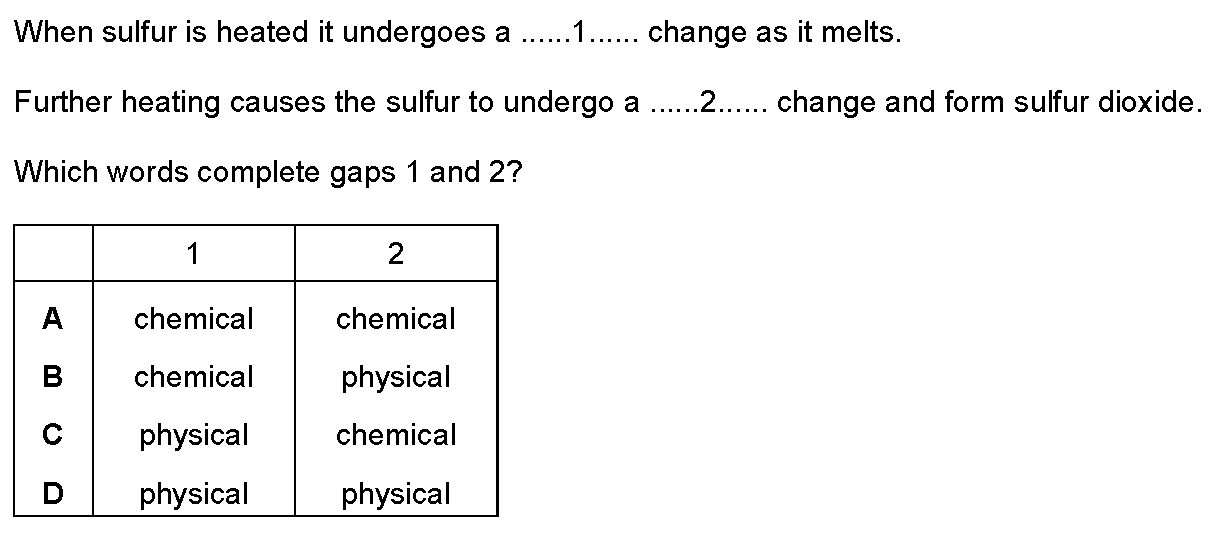 When sulfur is heated it undergoes a ......1...... change as it melts.
Further heating causes the sulfur to undergo a ......2...... change and form sulfur dioxide.
Which words complete gaps 1 and 2?
1 2
A chemical chemical
B chemical physical
C physical chemical
D physical physical